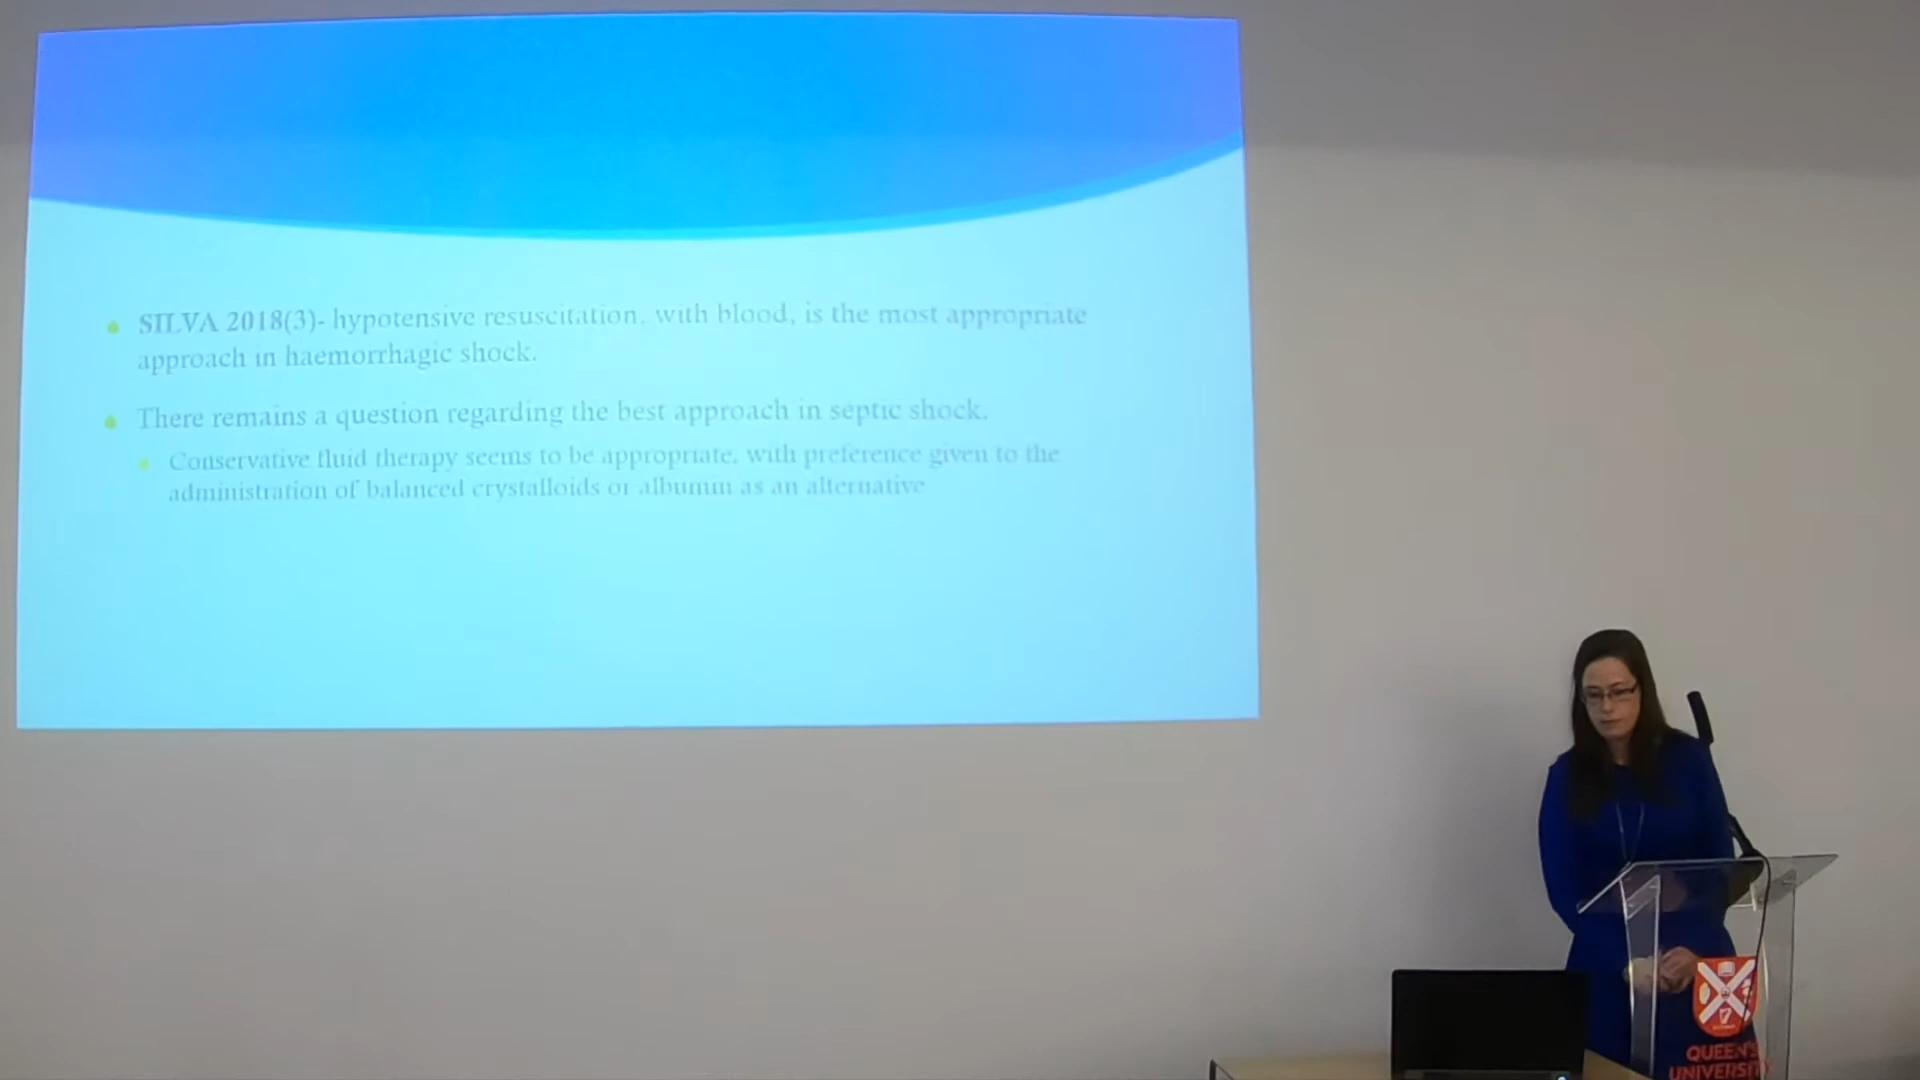 SILVA 2018(3)- hypotensive resuscitation, with blood, is the most appropriate
approach in haemorrhagic shock.
There remains a question regarding the best approach in septic shock.
Conservative fluid therapy seems to be appropriate, with preference given to the
administration of balanced crystalloids or albumin as an alternative
QUEEN'S
UNIVERSITY